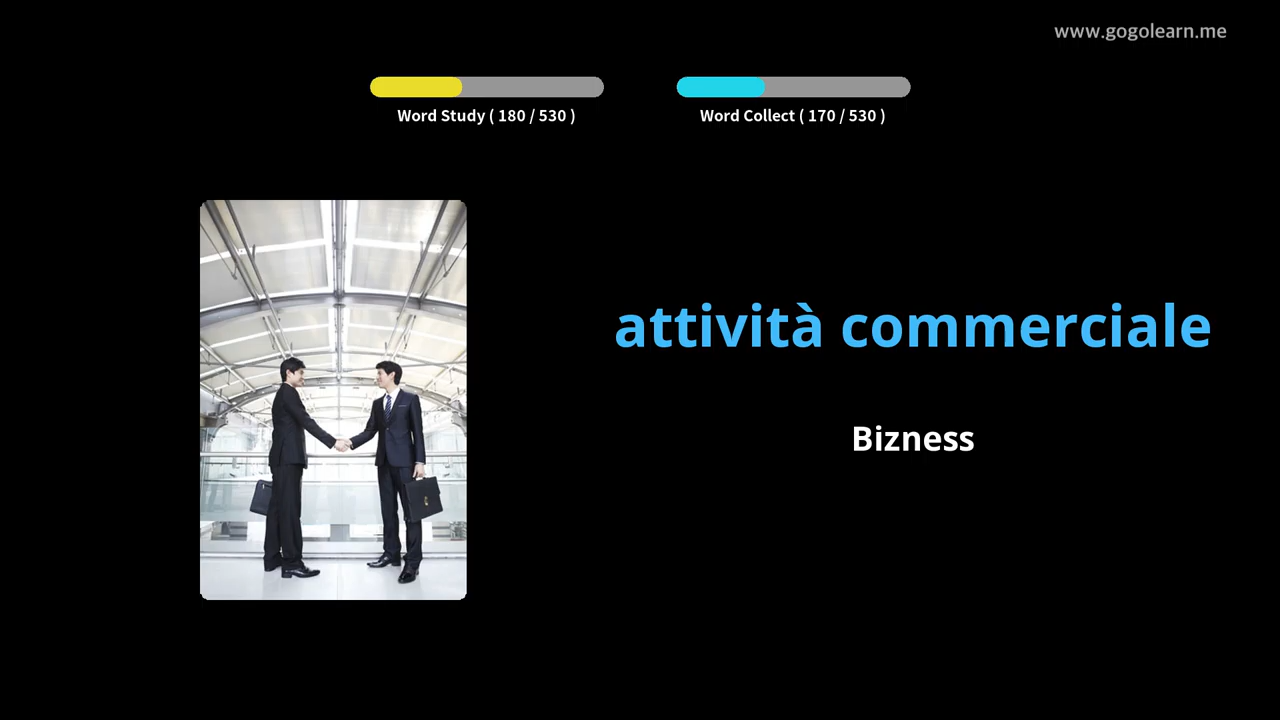 www.gogolearn.me
Word Study ( 180 / 530 )
Word Collect ( 170 / 530 )
attività commerciale
Bizness